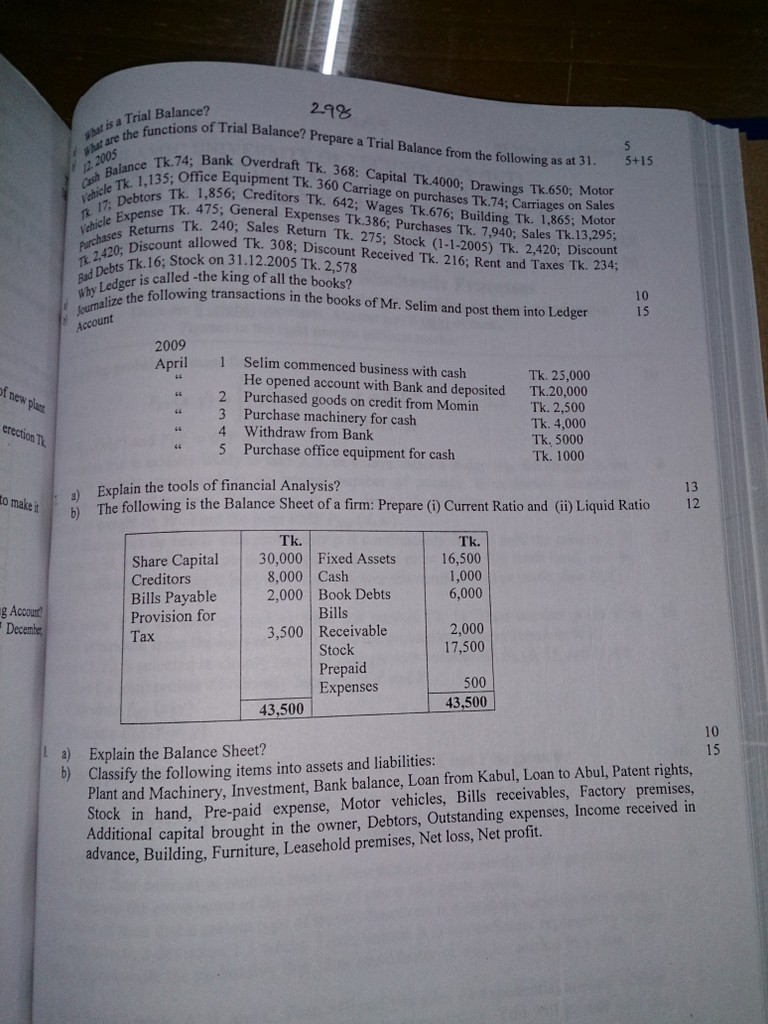 298
What is a Trial Balance? 5
What are the functions of Trial Balance? Prepare a Trial Balance from the following as at 31. 5+15
12. 2005
Cash Balance Tk.74; Bank Overdraft Tk. 368; Capital Tk.4000; Drawings Tk.650; Motor
Vehicle Tk. 1,135; Office Equipment Tk. 360 Carriage on purchases Tk.74; Carriages on Sales
Tk. 17; Debtors Tk. 1,856; Creditors Tk. 642; Wages Tk.676; Building Tk. 1,865; Motor
Vehicle Expense Tk. 475; General Expenses Tk.386; Purchases Tk. 7,940; Sales Tk.13,295;
Purchases Returns Tk. 240; Sales Return Tk. 275; Stock (1-1-2005) Tk. 2,420; Discount
Tk. 2,420; Discount allowed Tk. 308; Discount Received Tk. 216; Rent and Taxes Tk. 234;
Bad Debts Tk.16; Stock on 31.12.2005 Tk. 2,578
Why Ledger is called -the king of all the books? 10
Journalize the following transactions in the books of Mr. Selim and post them into Ledger 15
Account
2009
April 1 Selim commenced business with cash Tk. 25,000
“ He opened account with Bank and deposited Tk.20,000
“ 2 Purchased goods on credit from Momin Tk. 2,500
“ 3 Purchase machinery for cash Tk. 4,000
“ 4 Withdraw from Bank Tk. 5000
“ 5 Purchase office equipment for cash Tk. 1000
a) Explain the tools of financial Analysis? 13
b) The following is the Balance Sheet of a firm: Prepare (i) Current Ratio and (ii) Liquid Ratio 12
Tk. Tk.
Share Capital 30,000 Fixed Assets 16,500
Creditors 8,000 Cash 1,000
Bills Payable 2,000 Book Debts 6,000
Provision for Bills
Tax 3,500 Receivable 2,000
Stock 17,500
Prepaid
Expenses 500
43,500 43,500
a) Explain the Balance Sheet? 10
b) Classify the following items into assets and liabilities: 15
Plant and Machinery, Investment, Bank balance, Loan from Kabul, Loan to Abul, Patent rights,
Stock in hand, Pre-paid expense, Motor vehicles, Bills receivables, Factory premises,
Additional capital brought in the owner, Debtors, Outstanding expenses, Income received in
advance, Building, Furniture, Leasehold premises, Net loss, Net profit.
of new plant
erection Tk.
to make it
g Account?
December,